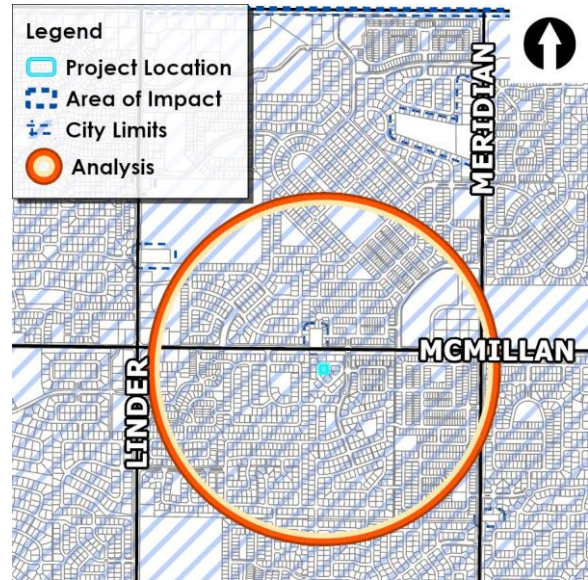 Legend
Project Location
Area of Impact
City Limits
Analysis
MERIDIAN
MCMILLAN
LINDER